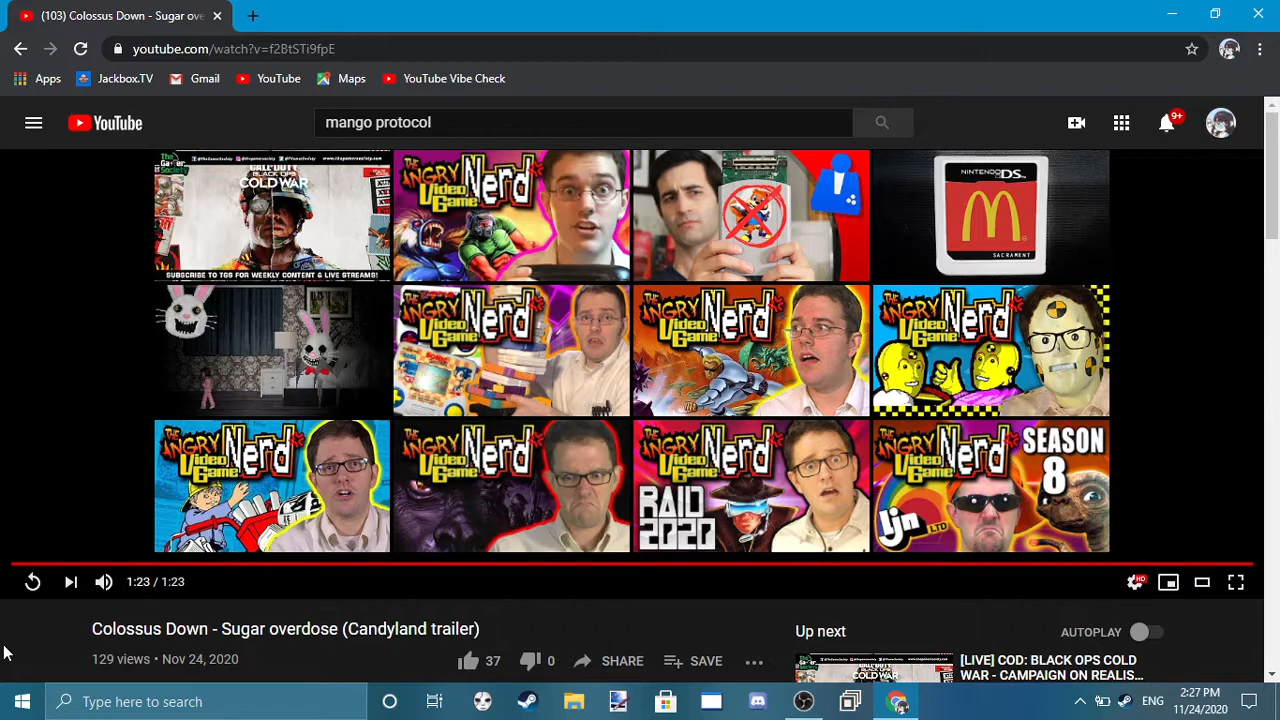 (103) Colossus Down - Sugar ove
youtube.com/watch?v=f2BtSTi9fpE
Apps
Jackbox.TV
Gmail
YouTube
Maps
YouTube Vibe Check
YouTube
mango protocol
9+
The Gamer Society
CALL OF DUTY
BLACK OPS
COLD WAR
SUBSCRIBE TO TGS FOR WEEKLY CONTENT & LIVE STREAMS!
THE ANGRY Video GAME Nerd
NINTENDO DS
M
SACRAMENT
THE ANGRY Video GAME Nerd
THE ANGRY Video GAME Nerd
THE ANGRY Video GAME Nerd
THE ANGRY Video GAME Nerd
THE ANGRY Video GAME Nerd
THE ANGRY Video GAME Nerd
RAID 2020
THE ANGRY Video GAME Nerd
SEASON 8
LJN LTD
1:23 / 1:23
HD
Colossus Down - Sugar overdose (Candyland trailer)
129 views • Nov 24, 2020
37
0
SHARE
SAVE
Up next
AUTOPLAY
[LIVE] COD: BLACK OPS COLD
WAR - CAMPAIGN ON REALIS...
Type here to search
ENG
2:27 PM
11/24/2020